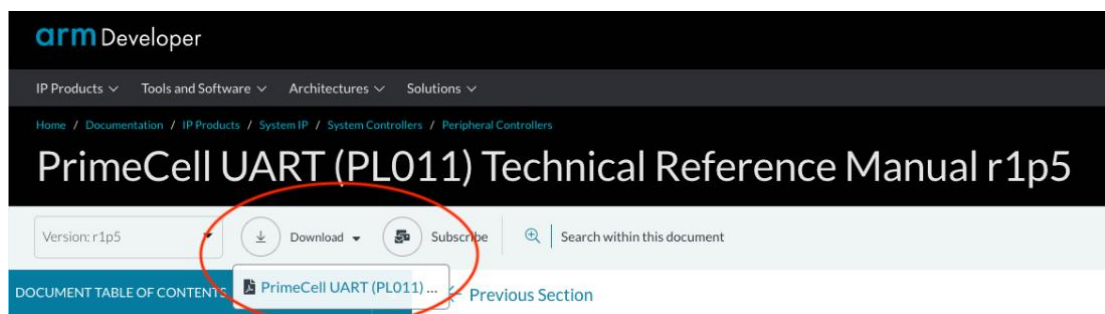 arm Developer
IP Products Tools and Software Architectures Solutions
Home / Documentation / IP Products / System IP / System Controllers / Peripheral Controllers
PrimeCell UART (PL011) Technical Reference Manual r1p5
Version: r1p5 Download Subscribe Search within this document
DOCUMENT TABLE OF CONTENTS PrimeCell UART (PL011) ... ← Previous Section